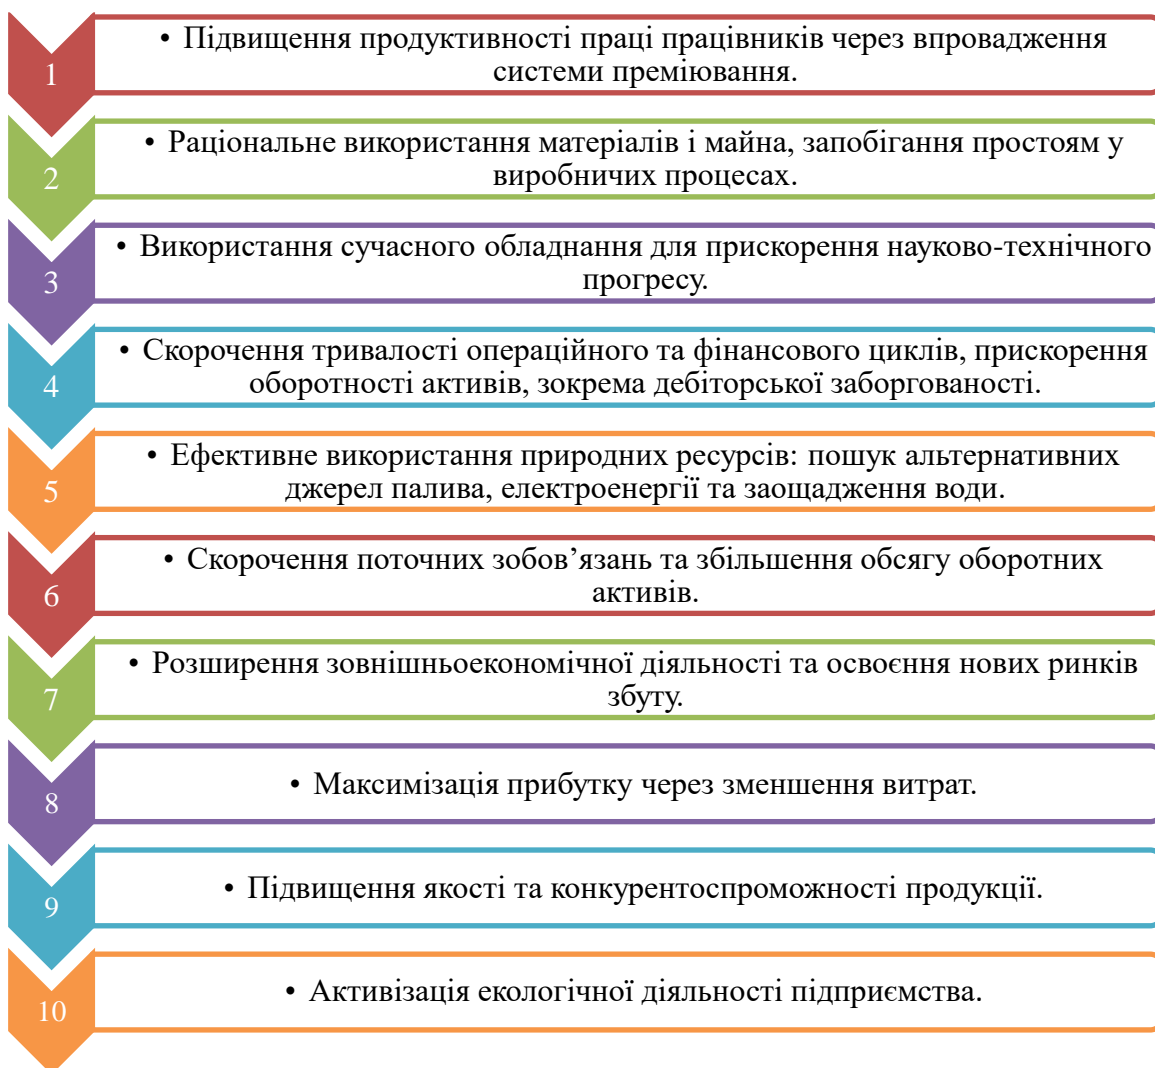 1
• Підвищення продуктивності праці працівників через впровадження
системи преміювання.
2
• Раціональне використання матеріалів і майна, запобігання простоям у
виробничих процесах.
3
• Використання сучасного обладнання для прискорення науково-технічного
прогресу.
4
• Скорочення тривалості операційного та фінансового циклів, прискорення
оборотності активів, зокрема дебіторської заборгованості.
5
• Ефективне використання природних ресурсів: пошук альтернативних
джерел палива, електроенергії та заощадження води.
6
• Скорочення поточних зобов’язань та збільшення обсягу оборотних
активів.
7
• Розширення зовнішньоекономічної діяльності та освоєння нових ринків
збуту.
8
• Максимізація прибутку через зменшення витрат.
9
• Підвищення якості та конкурентоспроможності продукції.
10
• Активізація екологічної діяльності підприємства.